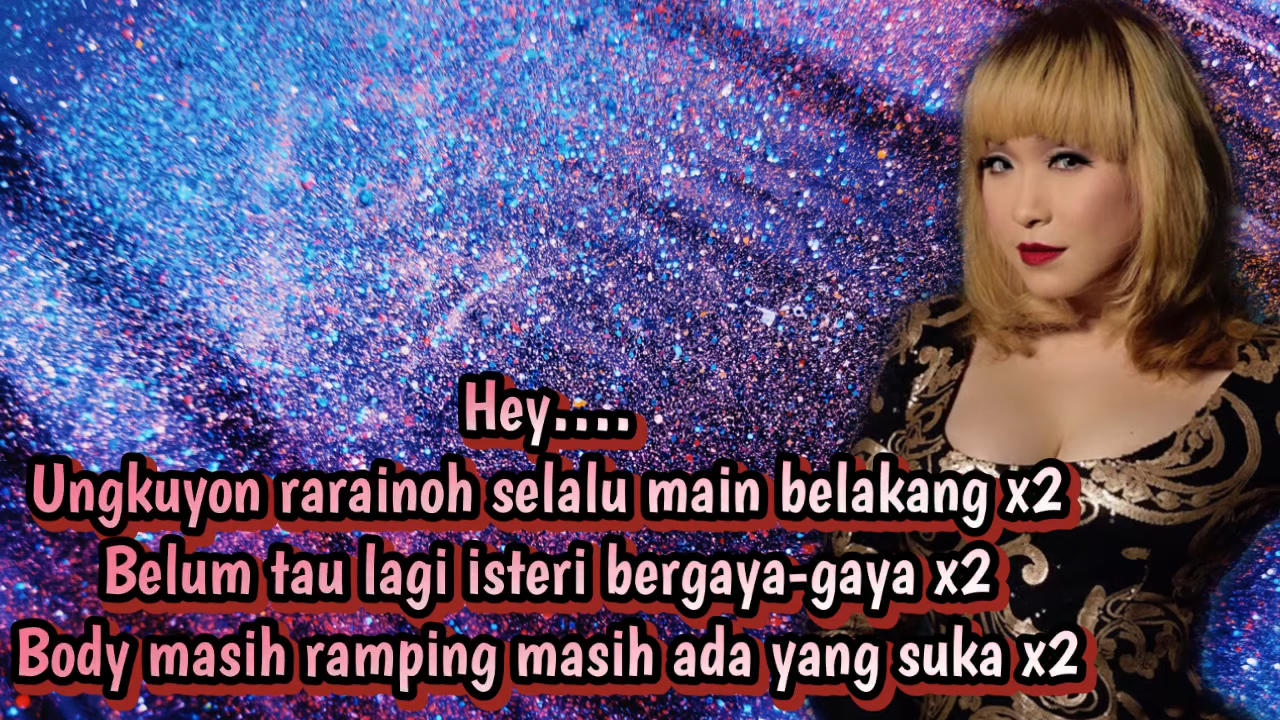 Hey....
Ungkuyon rarainoh selalu main belakang x2
Belum tau lagi isteri bergaya-gaya x2
Body masih ramping masih ada yang suka x2